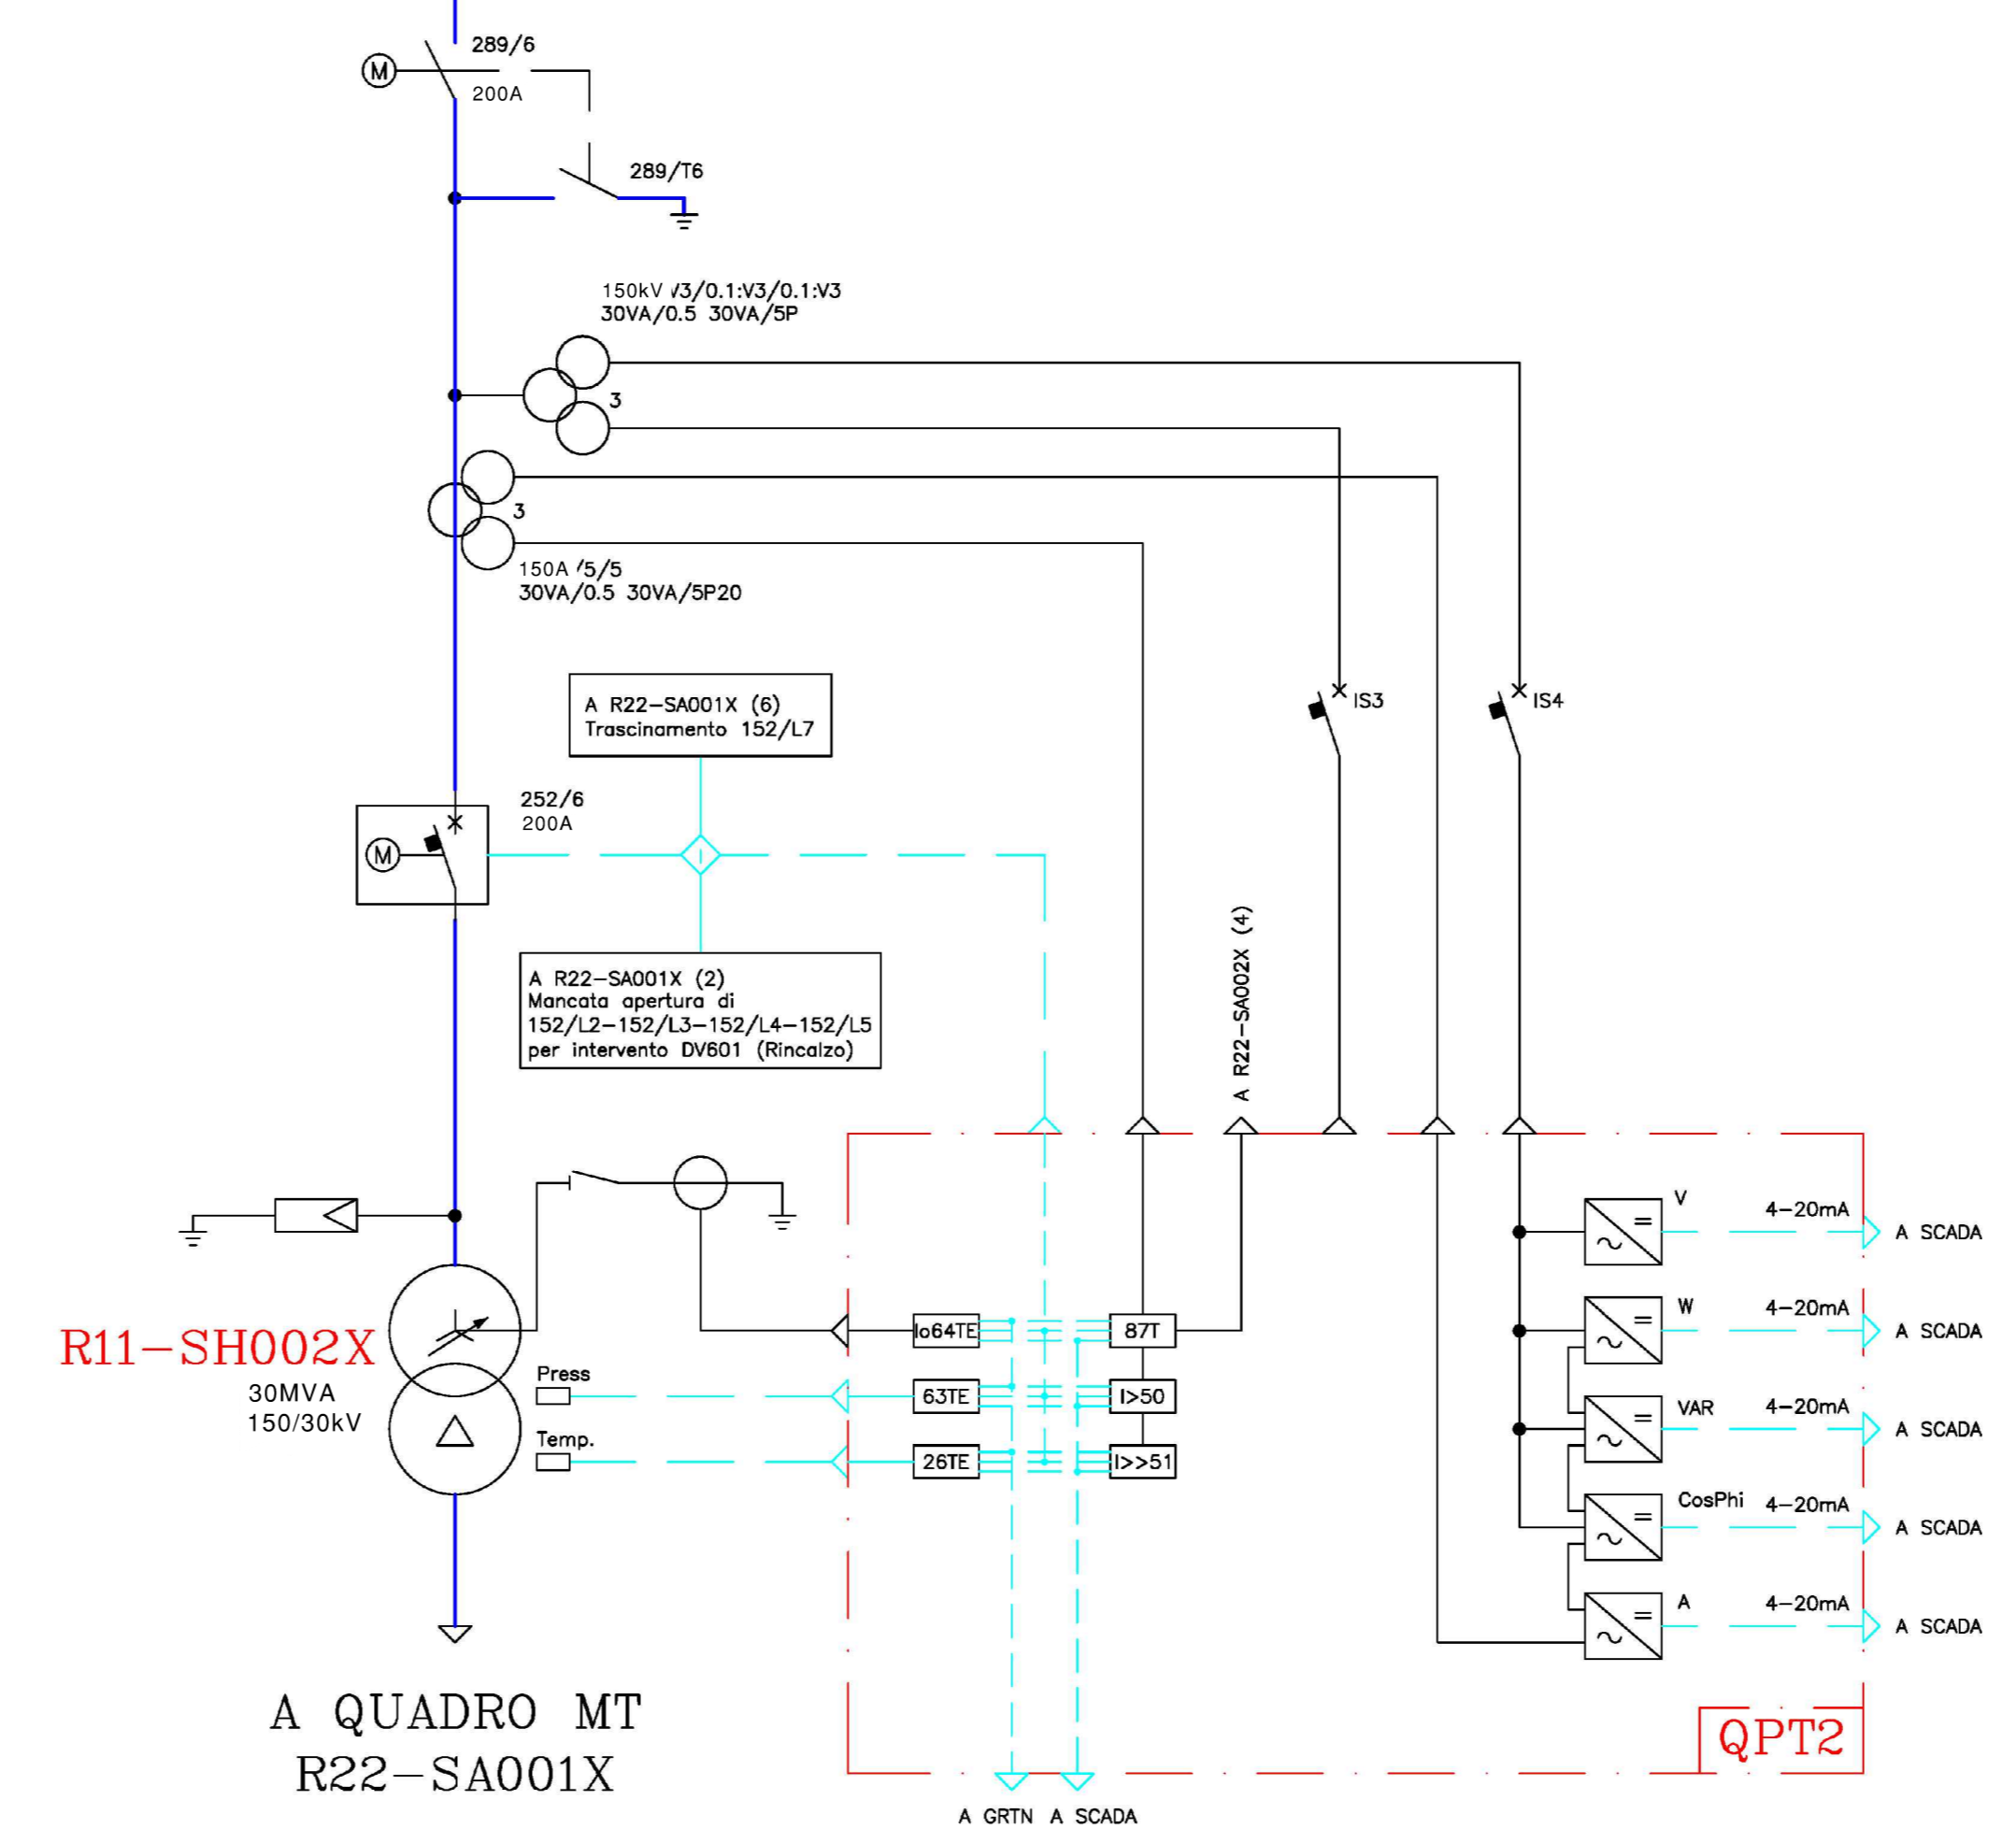 289/6
M
200A
289/T6
150kV V3/0.1:V3/0.1:V3
30VA/0.5 30VA/5P
3
3
150A /5/5
30VA/0.5 30VA/5P20
A R22-SA001X (6)
Trascinamento 152/L7
IS3
IS4
252/6
200A
M
I
A R22-SA001X (2)
Mancata apertura di
152/L2-152/L3-152/L4-152/L5
per intervento DV601 (Rincalzo)
A R22-SA002X (4)
V
4-20mA
A SCADA
W
4-20mA
A SCADA
VAR
4-20mA
A SCADA
CosPhi
4-20mA
A SCADA
A
4-20mA
A SCADA
R11-SH002X
30MVA
150/30kV
Press
Temp.
Io64TE
87T
63TE
I>50
26TE
I>>51
A QUADRO MT
R22-SA001X
QPT2
A GRTN
A SCADA